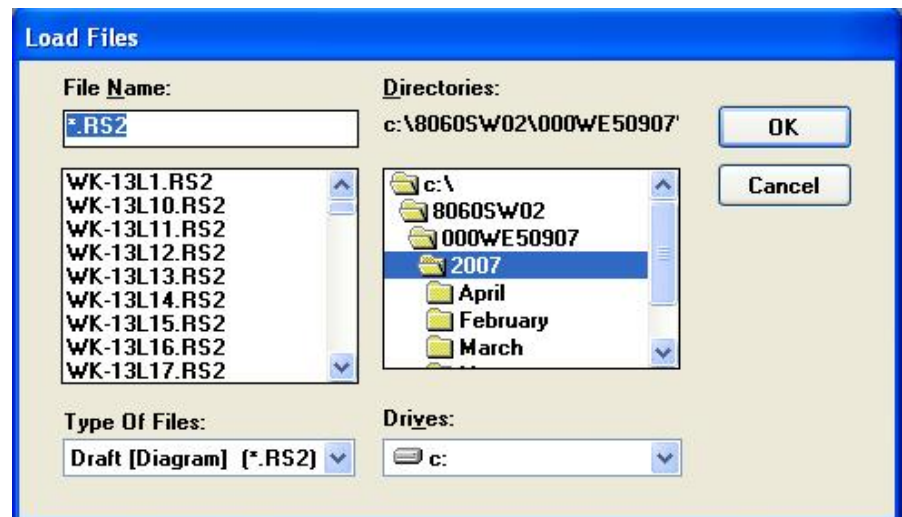 Load Files
File Name:
*.RS2
WK-13L1.RS2
WK-13L10.RS2
WK-13L11.RS2
WK-13L12.RS2
WK-13L13.RS2
WK-13L14.RS2
WK-13L15.RS2
WK-13L16.RS2
WK-13L17.RS2
Type Of Files:
Draft [Diagram] (*.RS2)
Directories:
c:\8060SW02\000WE50907
c:\
8060SW02
000WE50907
2007
April
February
March
Drives:
c:
OK
Cancel